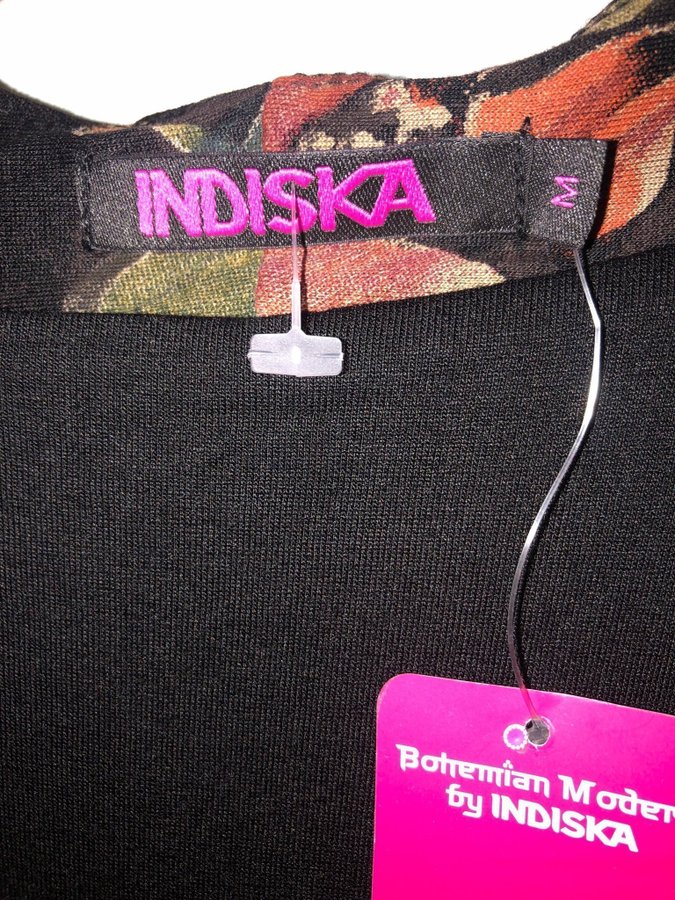 INDISKA
M
Bohemian Moder
by INDISKA